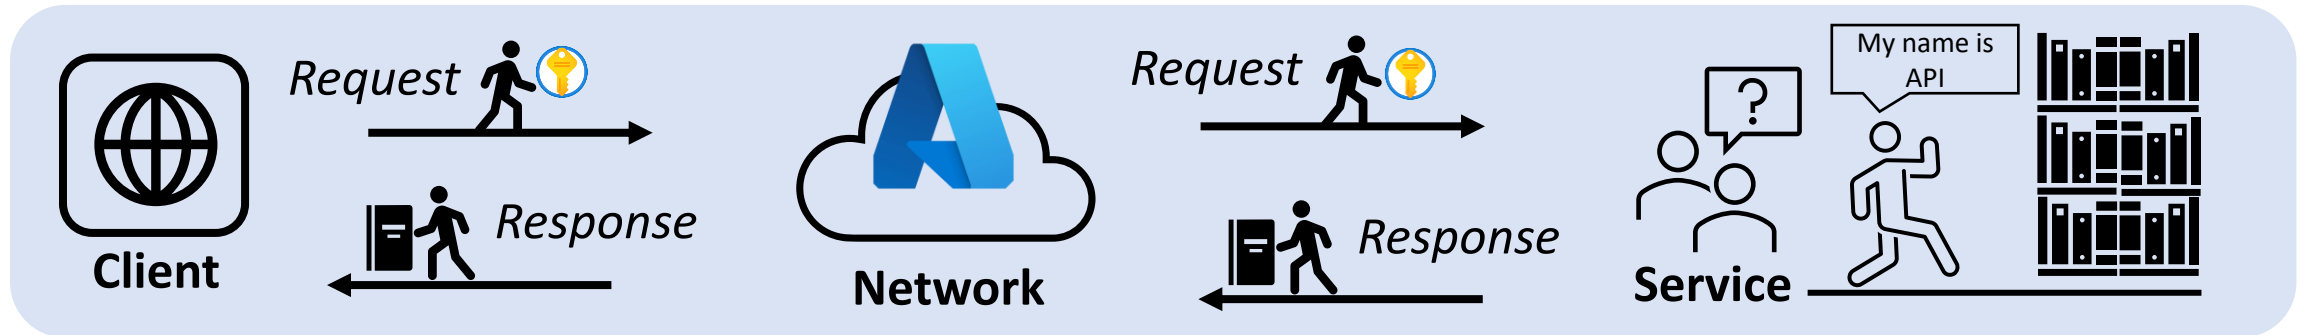 Request
Response
Client
Network
Request
Response
?
Service
My name is
API